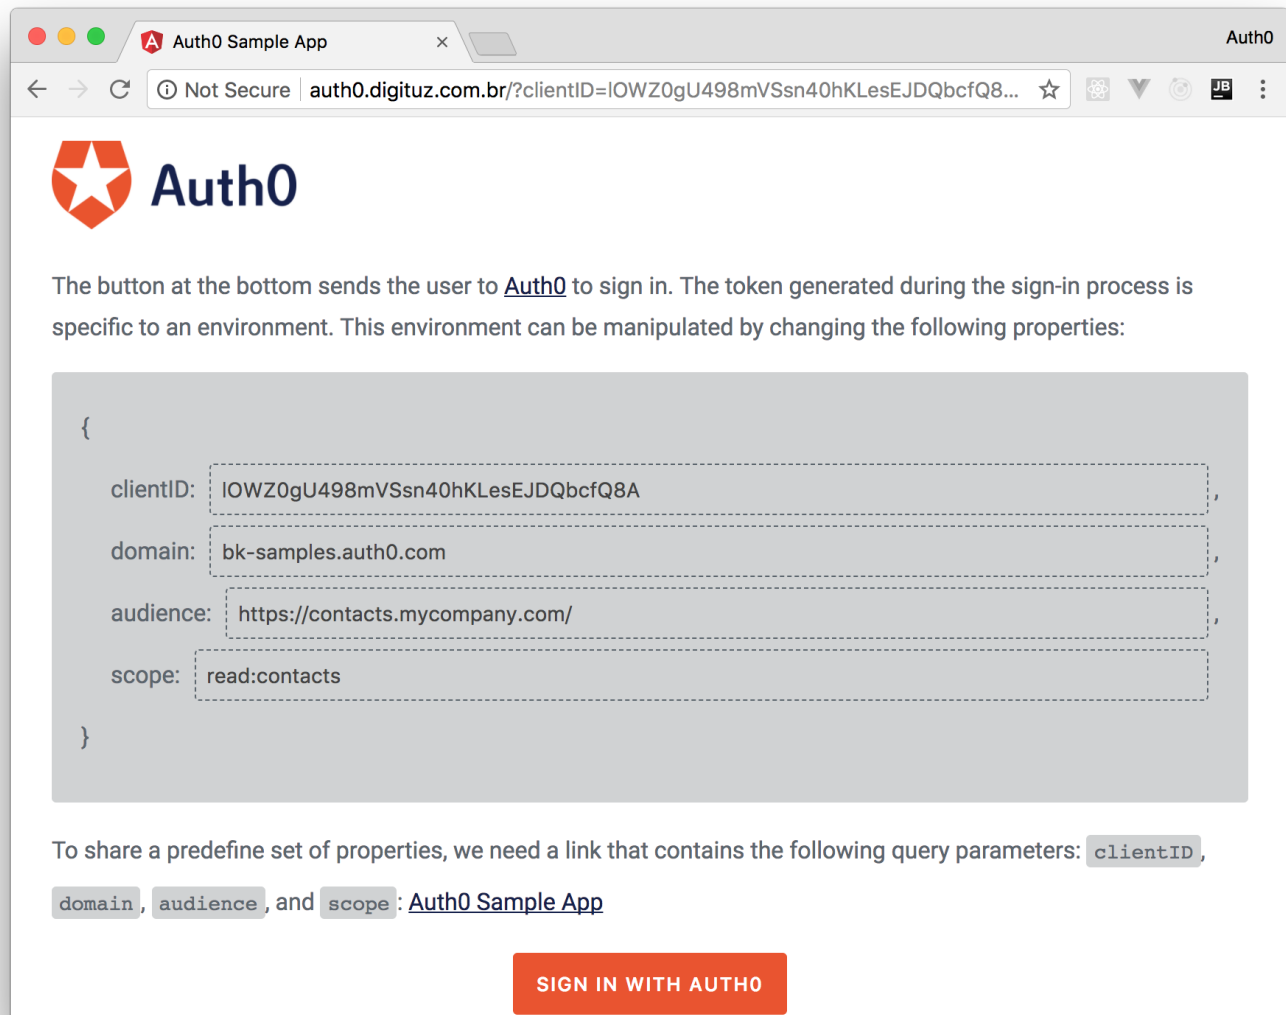 Auth0 Sample App
Auth0
Not Secure auth0.digituz.com.br/?clientID=lOWZ0gU498mVSsn40hKLesEJDQbcfQ8...
JB
Auth0
The button at the bottom sends the user to Auth0 to sign in. The token generated during the sign-in process is
specific to an environment. This environment can be manipulated by changing the following properties:
{
clientID: lOWZ0gU498mVSsn40hKLesEJDQbcfQ8A ,
domain: bk-samples.auth0.com ,
audience: https://contacts.mycompany.com/ ,
scope: read:contacts
}
To share a predefine set of properties, we need a link that contains the following query parameters: clientID ,
domain , audience , and scope : Auth0 Sample App
SIGN IN WITH AUTH0